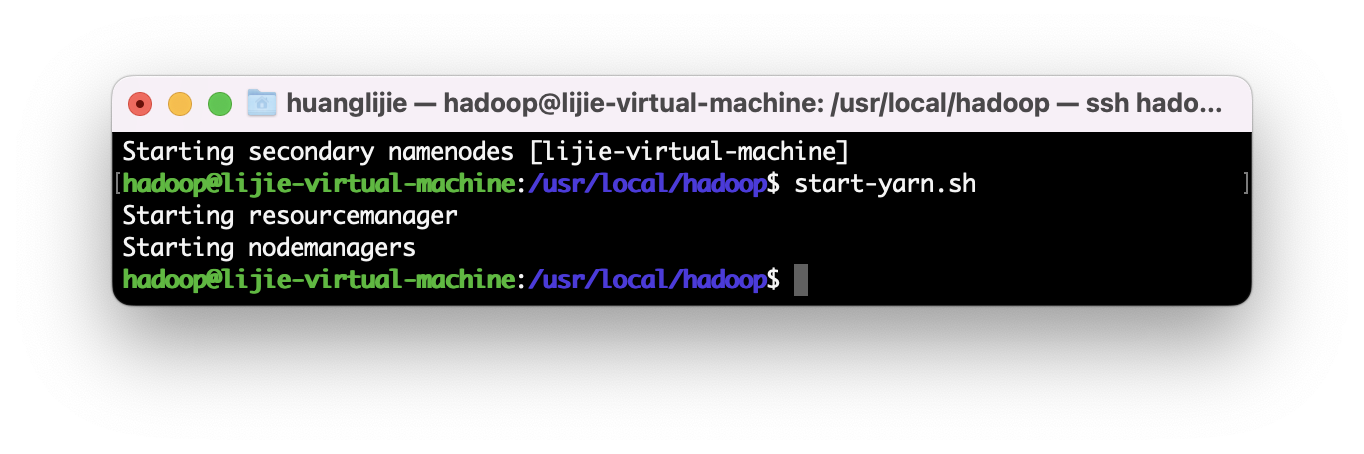 huanglijie — hadoop@lijie-virtual-machine: /usr/local/hadoop — ssh hado...
Starting secondary namenodes [lijie-virtual-machine]
[hadoop@lijie-virtual-machine:/usr/local/hadoop$ start-yarn.sh ]
Starting resourcemanager
Starting nodemanagers
hadoop@lijie-virtual-machine:/usr/local/hadoop$